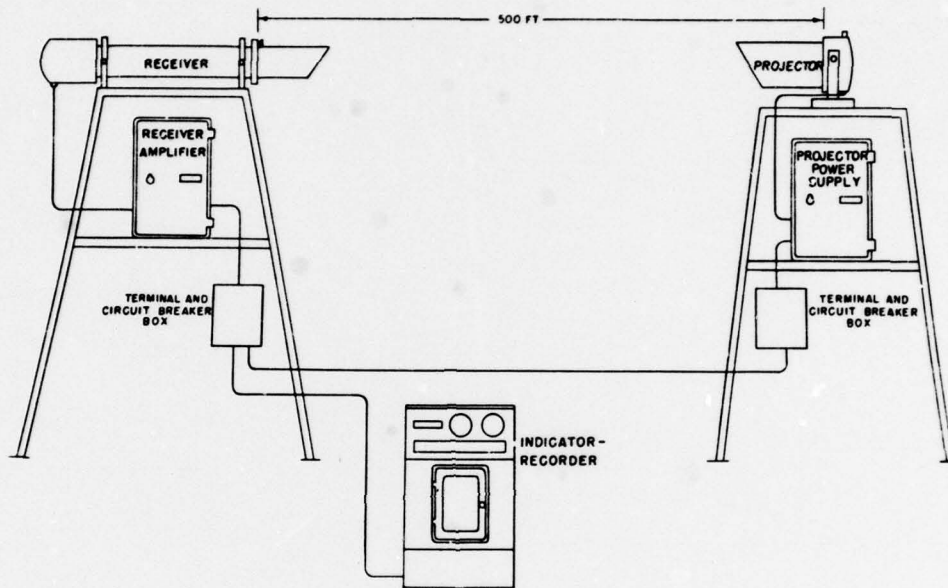 500 FT
RECEIVER
PROJECTOR
RECEIVER
AMPLIFIER
PROJECTOR
POWER
SUPPLY
TERMINAL AND
CIRCUIT BREAKER
BOX
TERMINAL AND
CIRCUIT BREAKER
BOX
INDICATOR-
RECORDER